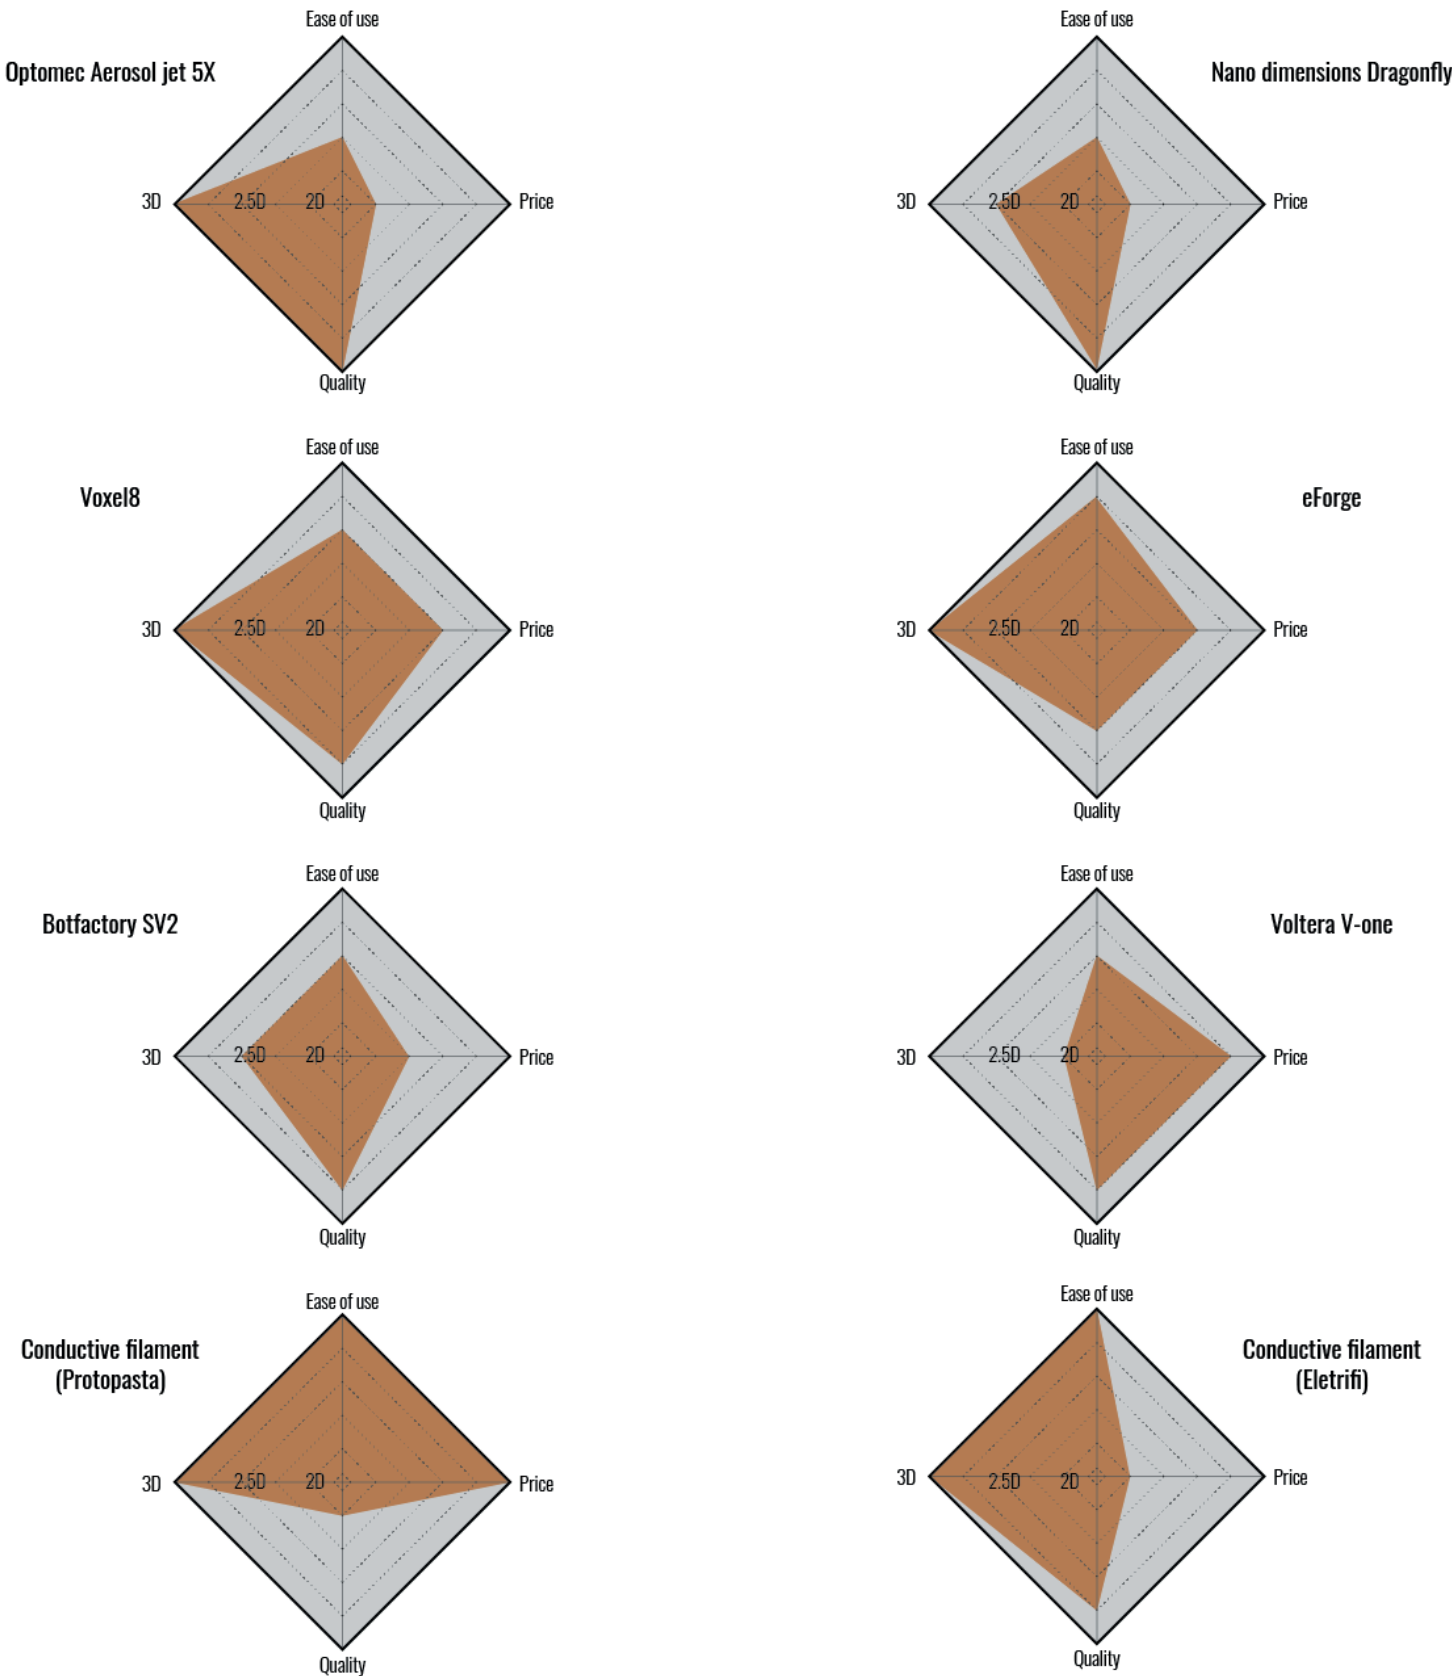 Ease of use
Optomec Aerosol jet 5X
3D
2.5D
2D
Price
Quality
Ease of use
Nano dimensions Dragonfly
3D
2.5D
2D
Price
Quality
Ease of use
Voxel8
3D
2.5D
2D
Price
Quality
Ease of use
eForge
3D
2.5D
2D
Price
Quality
Ease of use
Botfactory SV2
3D
2.5D
2D
Price
Quality
Ease of use
Voltera V-one
3D
2.5D
2D
Price
Quality
Ease of use
Conductive filament
(Protopasta)
3D
2.5D
2D
Price
Quality
Ease of use
Conductive filament
(Eletrifi)
3D
2.5D
2D
Price
Quality